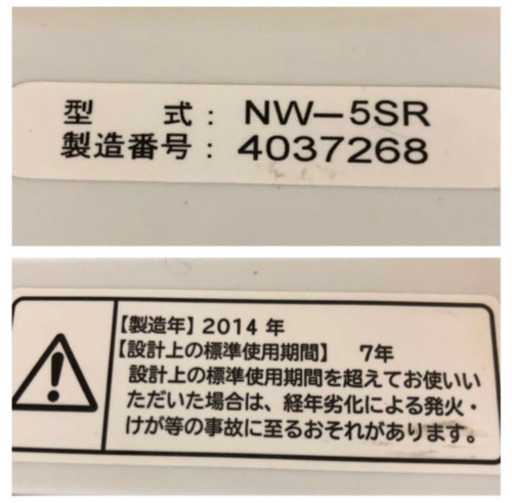 型　式：NW－5SR
製造番号：4037268
【製造年】2014 年
【設計上の標準使用期間】　7年
設計上の標準使用期間を超えてお使いい
ただいた場合は、経年劣化による発火・
けが等の事故に至るおそれがあります。